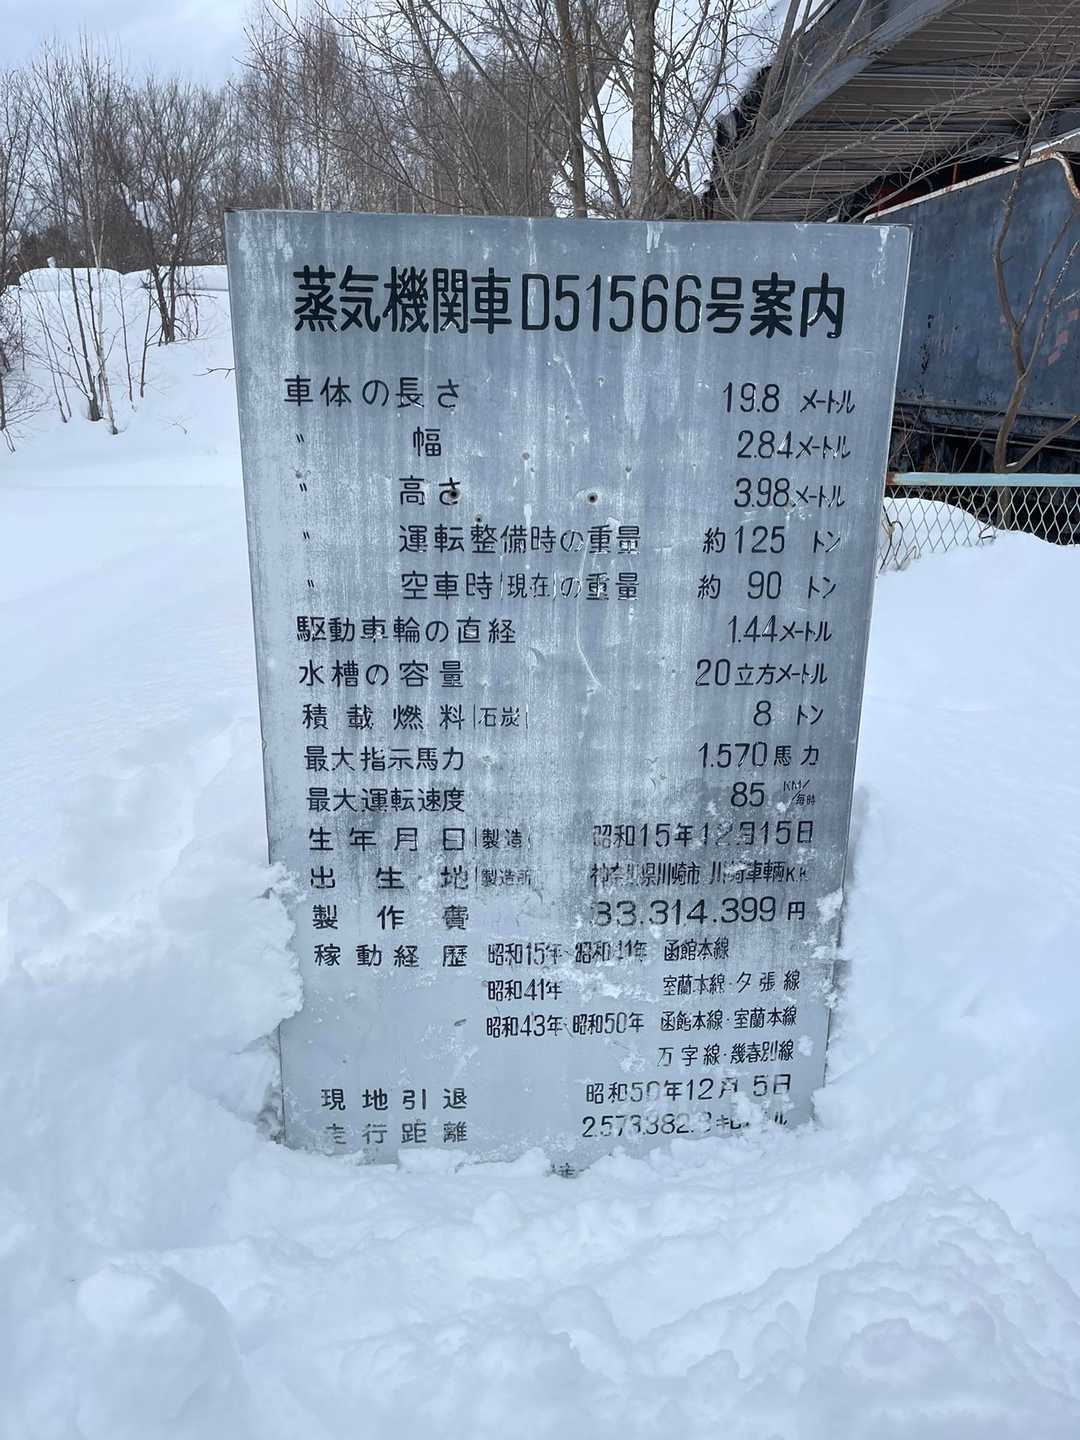 蒸気機関車D51566号案内
車体の長さ 19.8 メートル
〃 幅 2.84メートル
〃 高さ 3.98メートル
〃 運転整備時の重量 約125 トン
〃 空車時(現在)の重量 約 90 トン
駆動車輪の直経 1.44メートル
水槽の容量 20立方メートル
積載燃料(石炭) 8 トン
最大指示馬力 1.570馬力
最大運転速度 85 KM/毎時
生年月日(製造) 昭和15年12月15日
出生地(製造所) 神奈川県川崎市 川崎車輌K.K
製作費 33.314.399円
稼動経歴 昭和15年-昭和41年 函館本線
昭和41年 室蘭本線・夕張線
昭和43年-昭和50年 函館本線・室蘭本線
万字線・幾春別線
現地引退 昭和50年12月5日
走行距離 2.573.382.8キロメートル